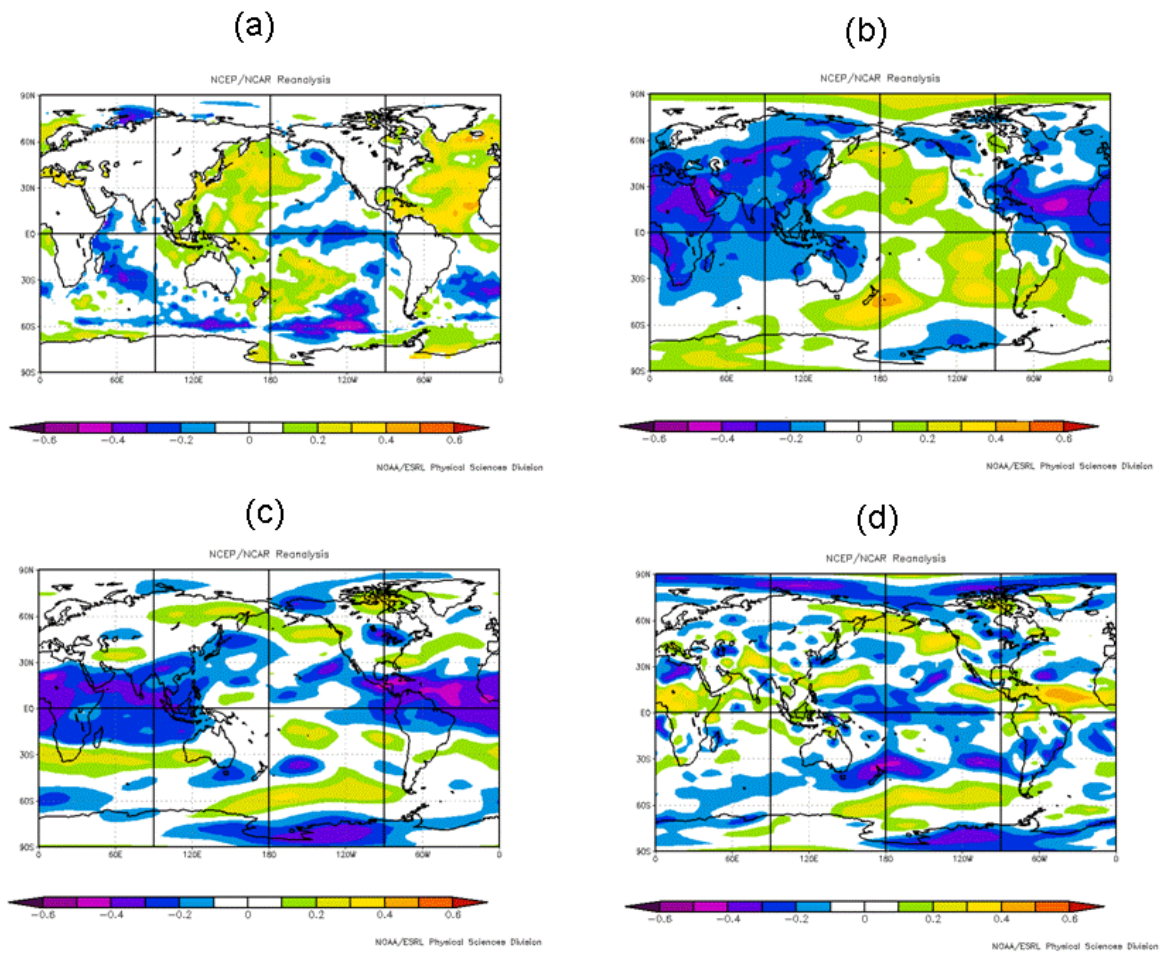 (a)
NCEP/NCAR Reanalysis
90N
60N
30N
EQ
30S
60S
90S
0 60E 120E 180 120W 60W 0
-0.6 -0.4 -0.2 0 0.2 0.4 0.6
NOAA/ESRL Physical Sciences Division
(b)
NCEP/NCAR Reanalysis
90N
60N
30N
EQ
30S
60S
90S
0 60E 120E 180 120W 60W 0
-0.6 -0.4 -0.2 0 0.2 0.4 0.6
NOAA/ESRL Physical Sciences Division
(c)
NCEP/NCAR Reanalysis
90N
60N
30N
EQ
30S
60S
90S
0 60E 120E 180 120W 60W 0
-0.6 -0.4 -0.2 0 0.2 0.4 0.6
NOAA/ESRL Physical Sciences Division
(d)
NCEP/NCAR Reanalysis
90N
60N
30N
EQ
30S
60S
90S
0 60E 120E 180 120W 60W 0
-0.6 -0.4 -0.2 0 0.2 0.4 0.6
NOAA/ESRL Physical Sciences Division